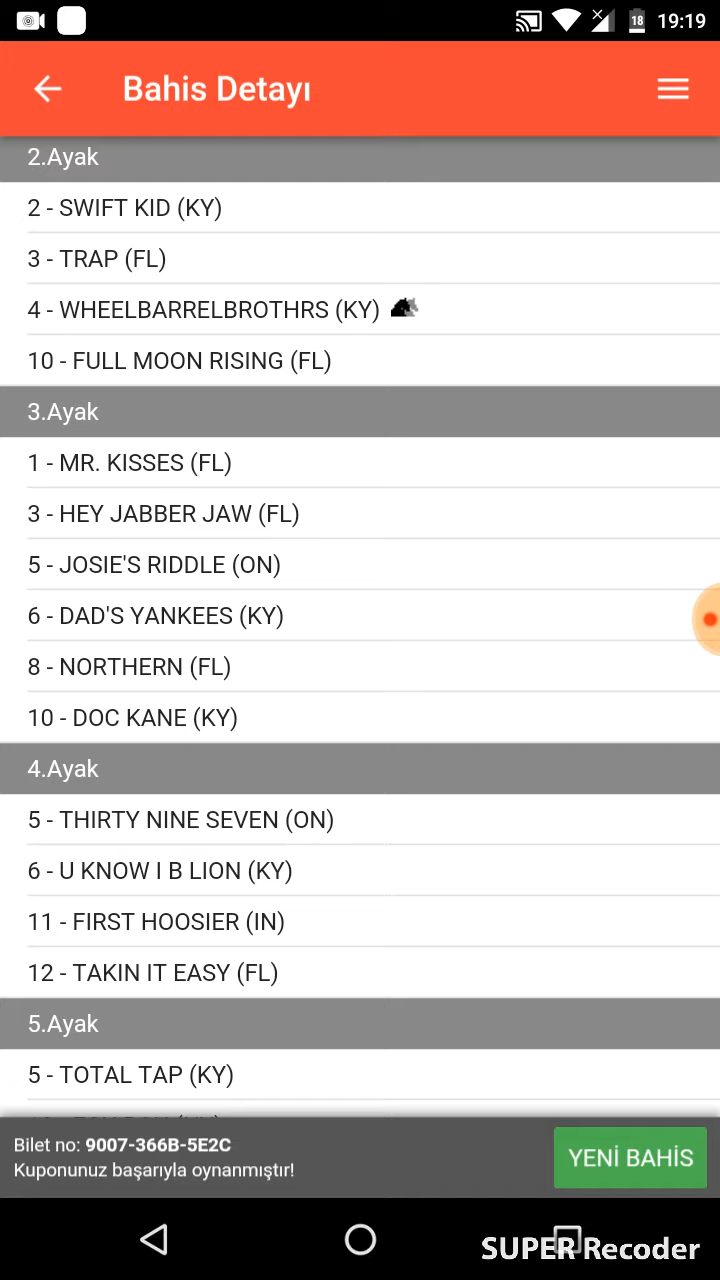 18 19:19
Bahis Detayı
2.Ayak
2 - SWIFT KID (KY)
3 - TRAP (FL)
4 - WHEELBARRELBROTHRS (KY)
10 - FULL MOON RISING (FL)
3.Ayak
1 - MR. KISSES (FL)
3 - HEY JABBER JAW (FL)
5 - JOSIE'S RIDDLE (ON)
6 - DAD'S YANKEES (KY)
8 - NORTHERN (FL)
10 - DOC KANE (KY)
4.Ayak
5 - THIRTY NINE SEVEN (ON)
6 - U KNOW I B LION (KY)
11 - FIRST HOOSIER (IN)
12 - TAKIN IT EASY (FL)
5.Ayak
5 - TOTAL TAP (KY)
Bilet no: 9007-366B-5E2C
Kuponunuz başarıyla oynanmıştır!
YENİ BAHİS
SUPER Recoder